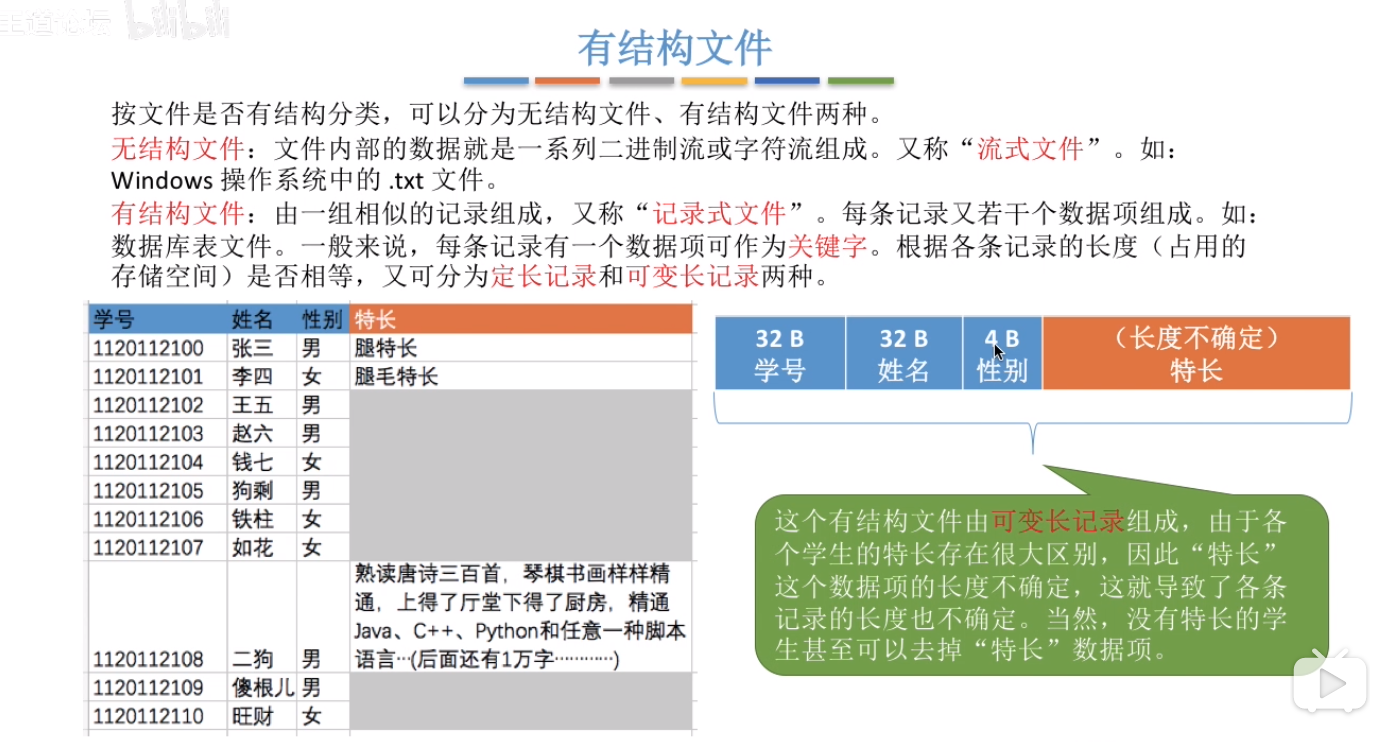 王道论坛 bilibili
有结构文件
按文件是否有结构分类，可以分为无结构文件、有结构文件两种。
无结构文件：文件内部的数据就是一系列二进制流或字符流组成。又称“流式文件”。如：
Windows 操作系统中的 .txt 文件。
有结构文件：由一组相似的记录组成，又称“记录式文件”。每条记录又若干个数据项组成。如：
数据库表文件。一般来说，每条记录有一个数据项可作为关键字。根据各条记录的长度（占用的
存储空间）是否相等，又可分为定长记录和可变长记录两种。
学号 姓名 性别 特长
1120112100 张三 男 腿特长
1120112101 李四 女 腿毛特长
1120112102 王五 男
1120112103 赵六 男
1120112104 钱七 女
1120112105 狗剩 男
1120112106 铁柱 女
1120112107 如花 女
熟读唐诗三百首，琴棋书画样样精
通，上得了厅堂下得了厨房，精通
Java、C++、Python和任意一种脚本
1120112108 二狗 男 语言…(后面还有1万字…………)
1120112109 傻根儿 男
1120112110 旺财 女
32 B 32 B 4 B （长度不确定）
学号 姓名 性别 特长
这个有结构文件由可变长记录组成，由于各
个学生的特长存在很大区别，因此“特长”
这个数据项的长度不确定，这就导致了各条
记录的长度也不确定。当然，没有特长的学
生甚至可以去掉“特长”数据项。